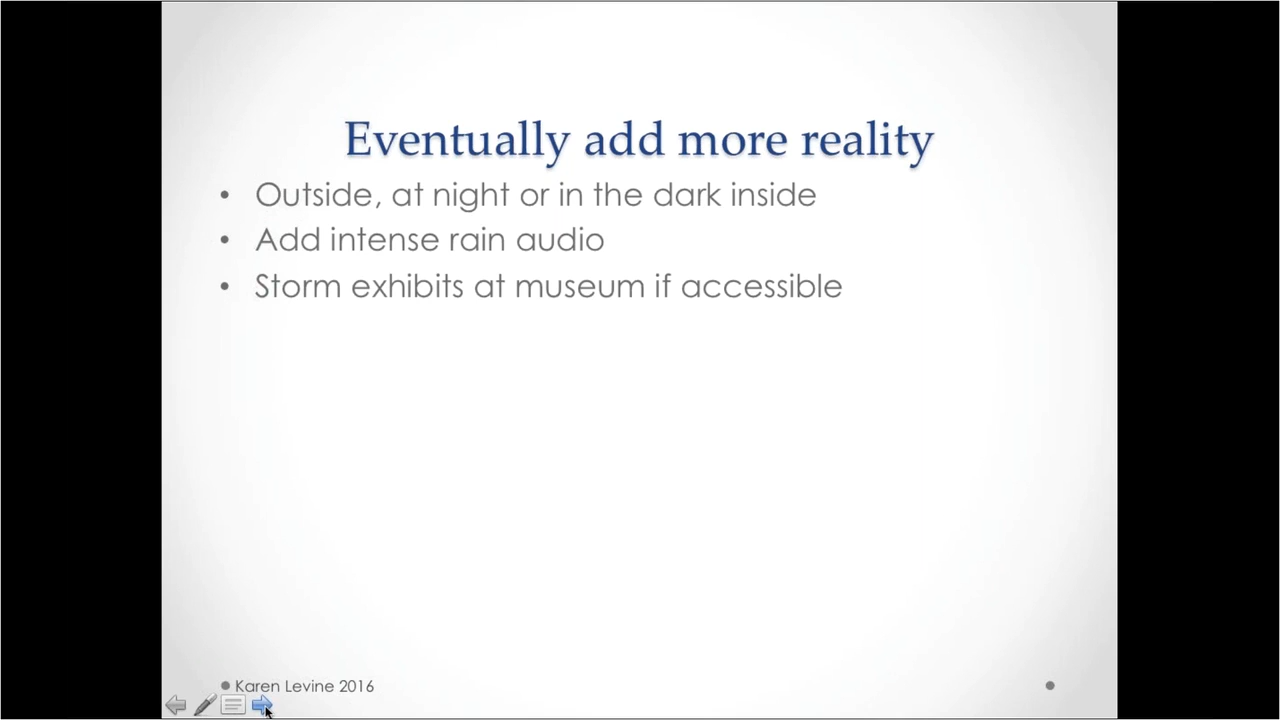 Eventually add more reality
• Outside, at night or in the dark inside
• Add intense rain audio
• Storm exhibits at museum if accessible
• Karen Levine 2016